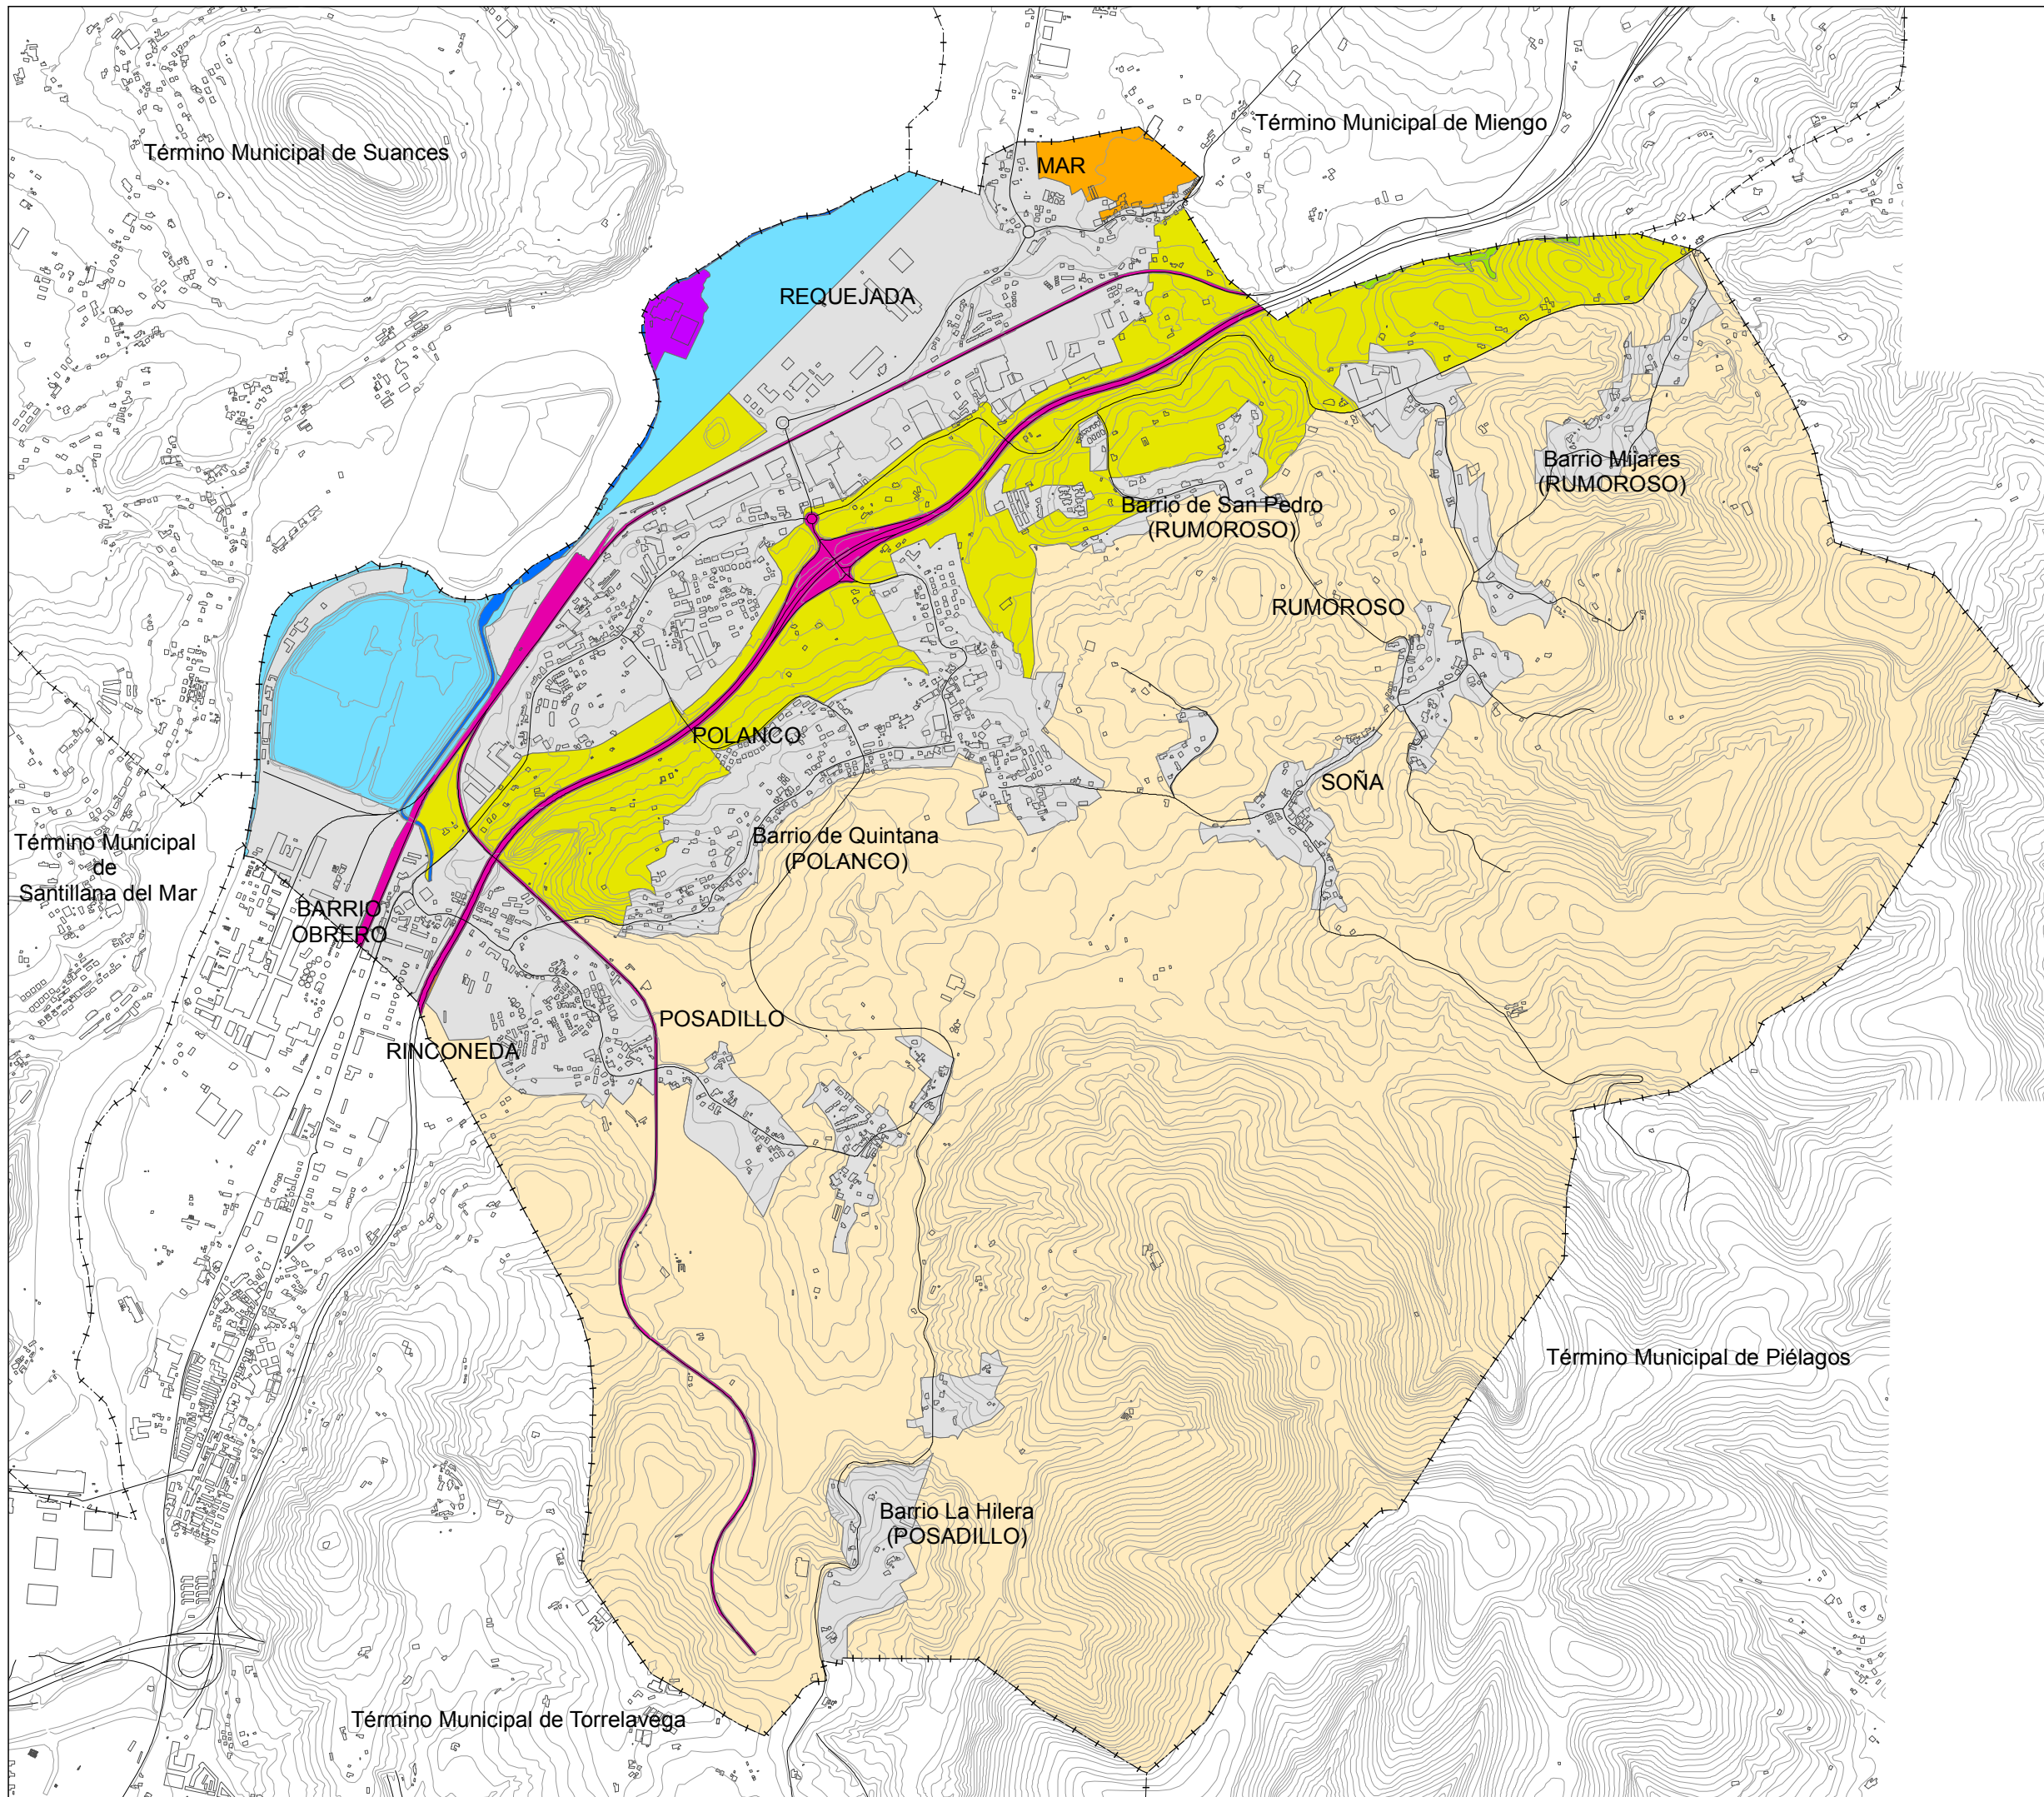 Término Municipal de Miengo
Término Municipal de Suances
MAR
REQUEJADA
Barrio Mijares
(RUMOROSO)
Barrio de San Pedro
(RUMOROSO)
RUMOROSO
POLANCO
SOÑA
Barrio de Quintana
(POLANCO)
Término Municipal
de
Santillana del Mar
BARRIO
OBRERO
POSADILLO
RINCONEDA
Término Municipal de Piélagos
Barrio La Hilera
(POSADILLO)
Término Municipal de Torrelavega